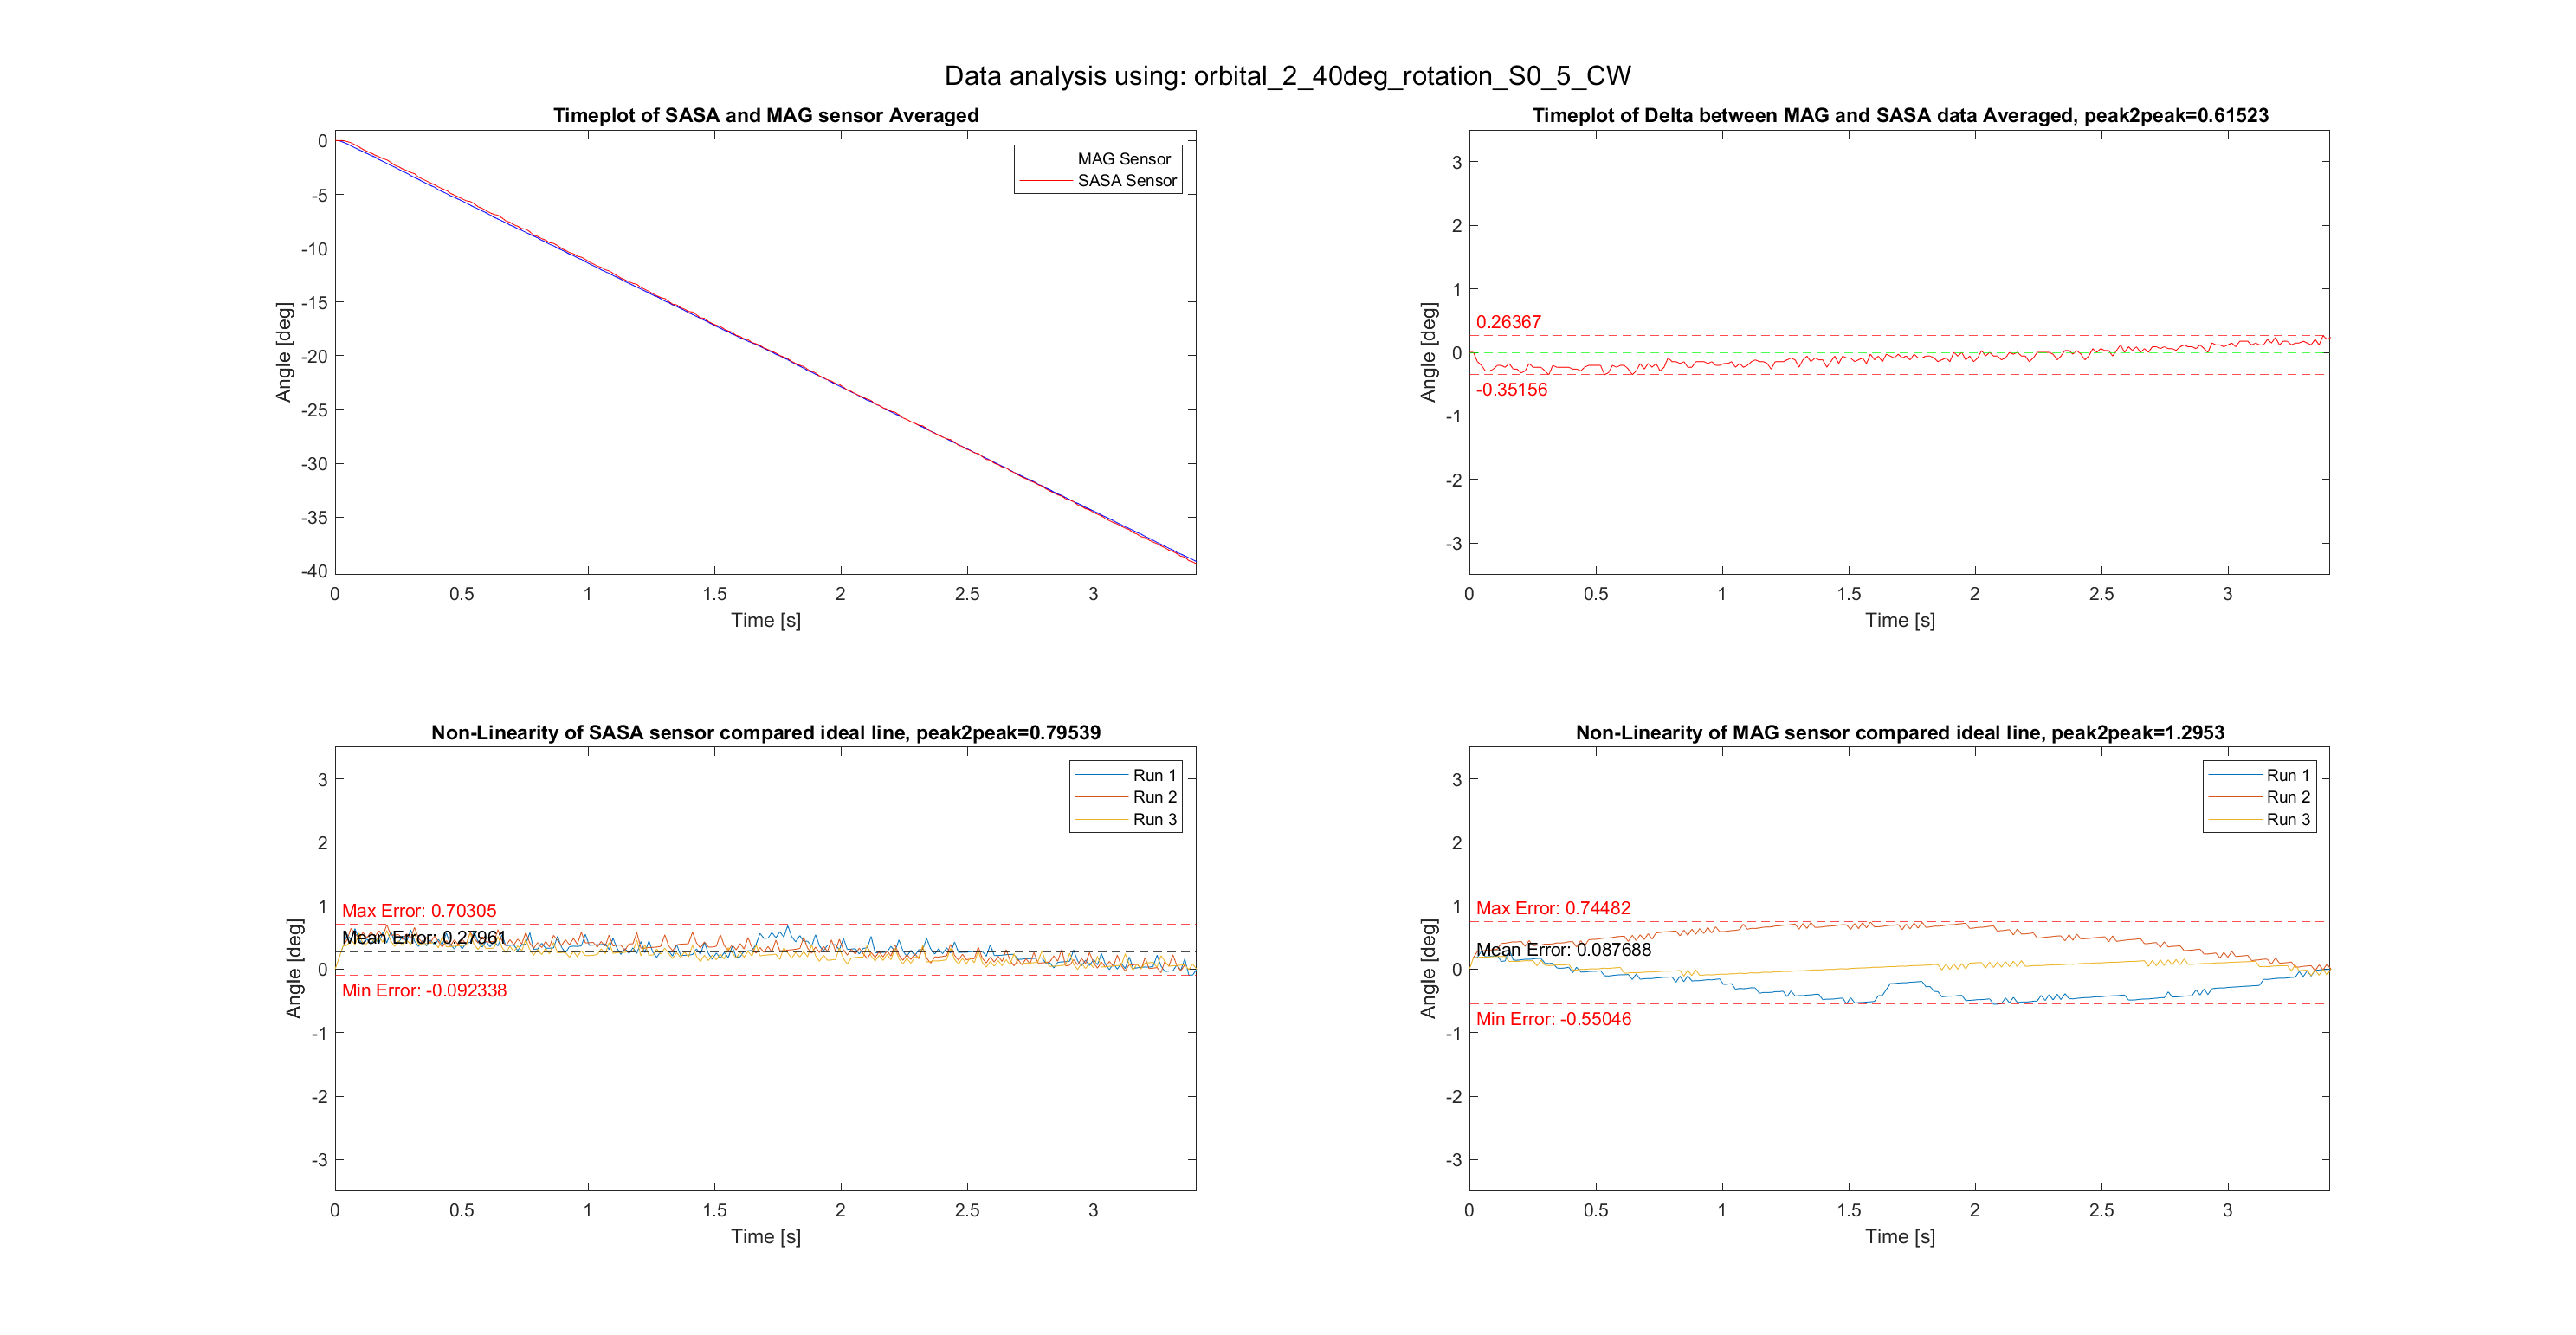 Data analysis using: orbital_2_40deg_rotation_S0_5_CW
Timeplot of SASA and MAG sensor Averaged
MAG Sensor
SASA Sensor
0
-5
-10
-15
-20
-25
-30
-35
-40
Angle [deg]
0 0.5 1 1.5 2 2.5 3
Time [s]
Timeplot of Delta between MAG and SASA data Averaged, peak2peak=0.61523
3
2
1
0
-1
-2
-3
Angle [deg]
0.26367
-0.35156
0 0.5 1 1.5 2 2.5 3
Time [s]
Non-Linearity of SASA sensor compared ideal line, peak2peak=0.79539
Run 1
Run 2
Run 3
3
2
1
0
-1
-2
-3
Angle [deg]
Max Error: 0.70305
Mean Error: 0.27961
Min Error: -0.092338
0 0.5 1 1.5 2 2.5 3
Time [s]
Non-Linearity of MAG sensor compared ideal line, peak2peak=1.2953
Run 1
Run 2
Run 3
3
2
1
0
-1
-2
-3
Angle [deg]
Max Error: 0.74482
Mean Error: 0.087688
Min Error: -0.55046
0 0.5 1 1.5 2 2.5 3
Time [s]